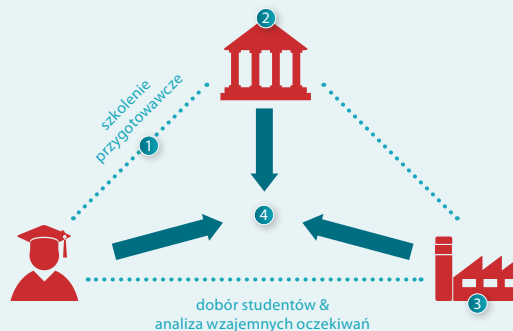 2
szkolenie
przygotowawcze
1
4
3
dobór studentów &
analiza wzajemnych oczekiwań